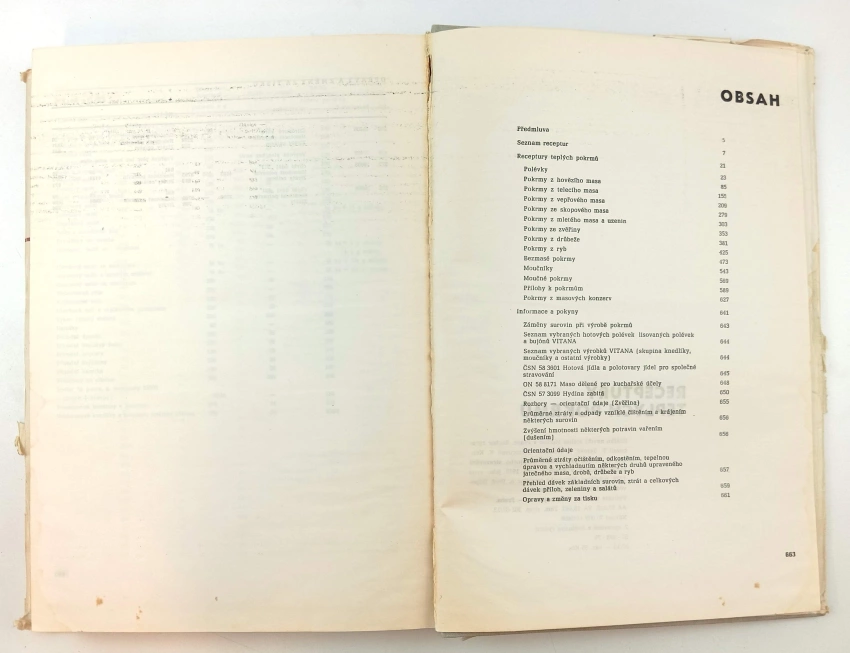 OBSAH
Předmluva 5
Seznam receptur 7
Receptury teplých pokrmů 21
Polévky 23
Pokrmy z hovězího masa 85
Pokrmy z telecího masa 155
Pokrmy z vepřového masa 209
Pokrmy ze skopového masa 279
Pokrmy z mletého masa a uzenin 303
Pokrmy ze zvěřiny 353
Pokrmy z drůbeže 381
Pokrmy z ryb 425
Bezmasé pokrmy 473
Moučníky 543
Moučné pokrmy 569
Přílohy k pokrmům 589
Pokrmy z masových konzerv 627
Informace a pokyny 641
Záměny surovin při výrobě pokrmů 643
Seznam vybraných hotových polévek lisovaných polévek
a bujónů VITANA 644
Seznam vybraných výrobků VITANA (skupina knedlíky,
moučníky a ostatní výrobky) 644
ČSN 58 3601 Hotová jídla a polotovary jídel pro společné
stravování 645
ON 58 8171 Maso dělené pro kuchařské účely 648
ČSN 57 3099 Hydina zabitá 650
Rozbory — orientační údaje (Zvěřina) 655
Průměrné ztráty a odpady vzniklé čištěním a krájením
některých surovin 656
Zvýšení hmotnosti některých potravin vařením
(dušením) 656
Orientační údaje
Průměrné ztráty očištěním, odkostěním, tepelnou
úpravou a vychladnutím některých druhů upraveného
jatečného masa, drobů, drůbeže a ryb 657
Přehled dávek základních surovin, ztrát a celkových
dávek příloh, zeleniny a salátů 659
Opravy a změny za tisku 661
663